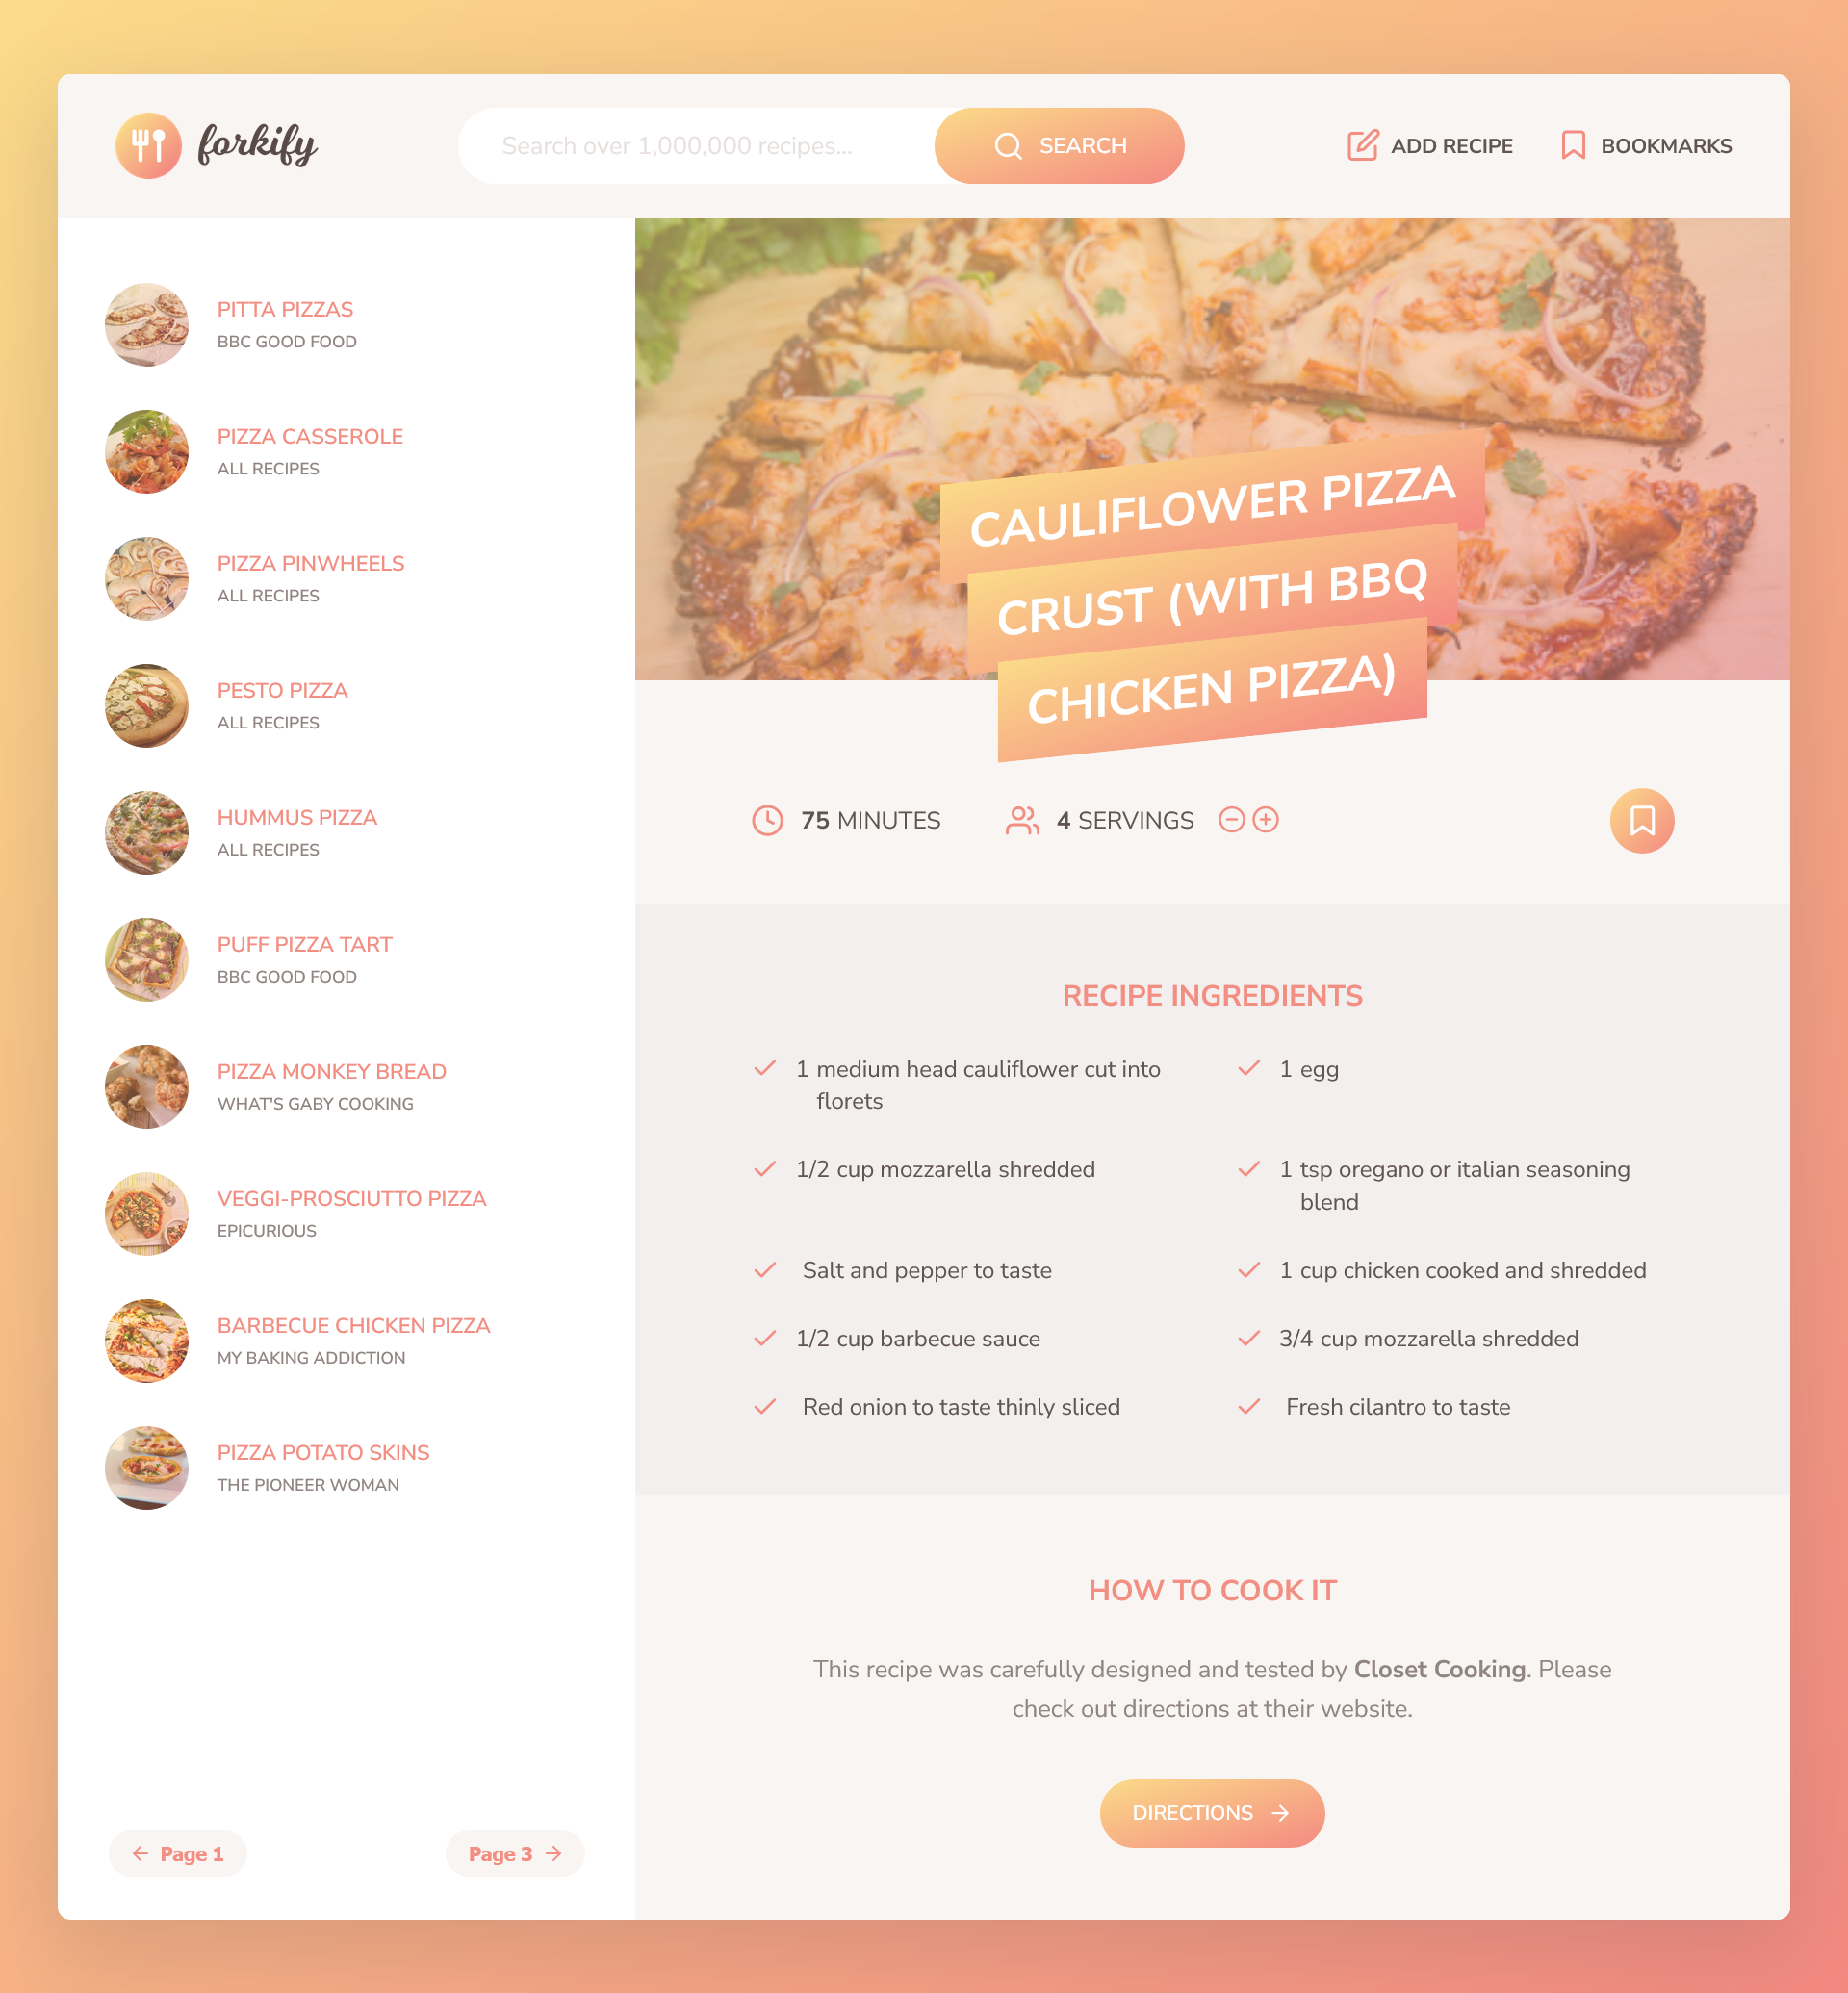 forkify
Search over 1,000,000 recipes...
SEARCH
ADD RECIPE
BOOKMARKS
PITTA PIZZAS
BBC GOOD FOOD
PIZZA CASSEROLE
ALL RECIPES
PIZZA PINWHEELS
ALL RECIPES
PESTO PIZZA
ALL RECIPES
HUMMUS PIZZA
ALL RECIPES
PUFF PIZZA TART
BBC GOOD FOOD
PIZZA MONKEY BREAD
WHAT'S GABY COOKING
VEGGI-PROSCIUTTO PIZZA
EPICURIOUS
BARBECUE CHICKEN PIZZA
MY BAKING ADDICTION
PIZZA POTATO SKINS
THE PIONEER WOMAN
Page 1
Page 3
CAULIFLOWER PIZZA
CRUST (WITH BBQ
CHICKEN PIZZA)
75 MINUTES
4 SERVINGS
RECIPE INGREDIENTS
1 medium head cauliflower cut into
florets
1 egg
1/2 cup mozzarella shredded
1 tsp oregano or italian seasoning
blend
Salt and pepper to taste
1 cup chicken cooked and shredded
1/2 cup barbecue sauce
3/4 cup mozzarella shredded
Red onion to taste thinly sliced
Fresh cilantro to taste
HOW TO COOK IT
This recipe was carefully designed and tested by Closet Cooking. Please
check out directions at their website.
DIRECTIONS